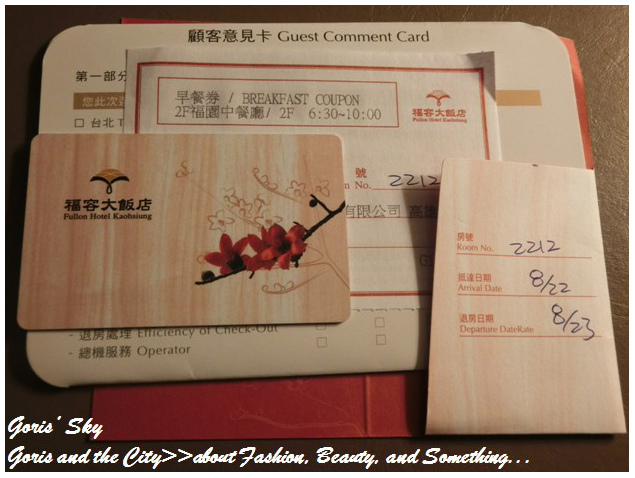 顧客意見卡 Guest Comment Card
第一部分
您此次
□ 台北
早餐券 / BREAKFAST COUPON
2F福園中餐廳/ 2F 6:30~10:00
福容大飯店
Fullon Hotel Kaohsiung
號
No. 2212
有限公司 高雄
福容大飯店
Fullon Hotel Kaohsiung
房號
Room No. 2212
抵達日期
Arrival Date 8/22
退房日期
Departure DateRate 8/23
- 退房處理 Efficiency of Check-Out
- 總機服務 Operator
Goris' Sky
Goris and the City>>about Fashion, Beauty, and Something...